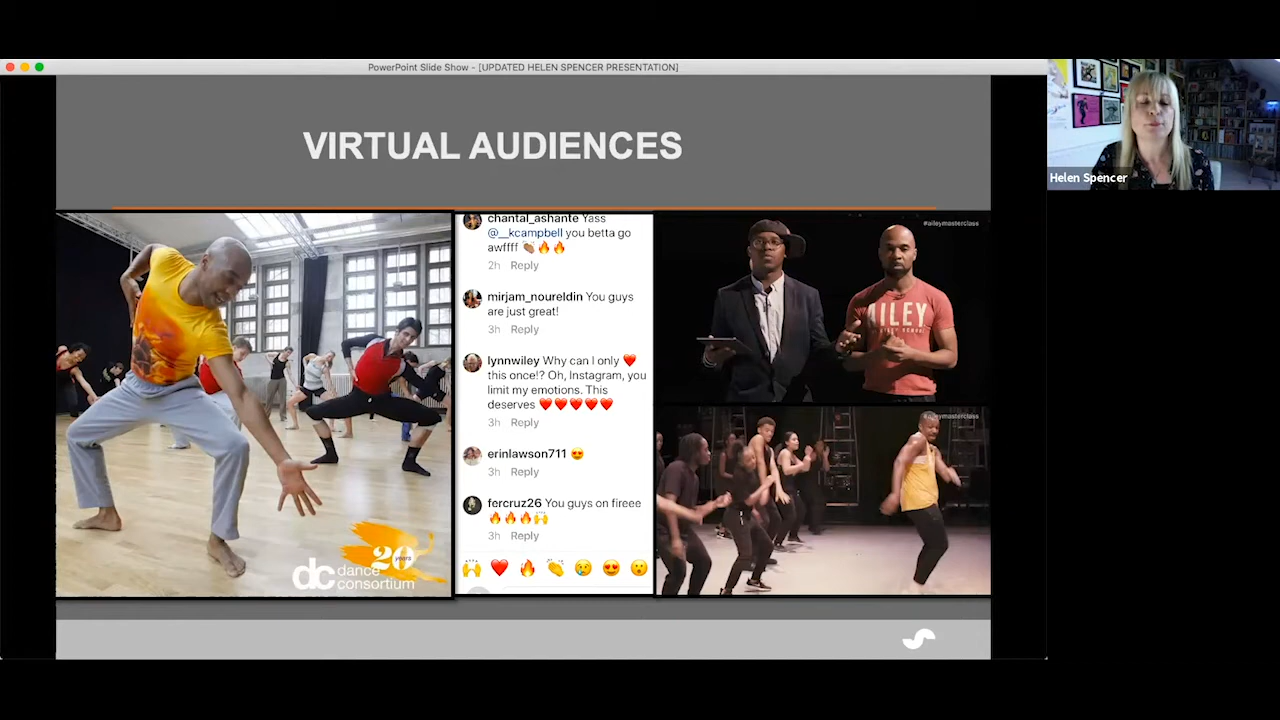 PowerPoint Slide Show - [UPDATED HELEN SPENCER PRESENTATION]
VIRTUAL AUDIENCES
chantal_ashante Yass
@__kcampbell you betta go
awffff 👏🏾🔥🔥
2h Reply
mirjam_noureldin You guys
are just great!
3h Reply
lynnwiley Why can I only ❤️
this once!? Oh, Instagram, you
limit my emotions. This
deserves ❤️❤️❤️❤️❤️
3h Reply
erinlawson711 😍
3h Reply
fercruz26 You guys on fireee
🔥🔥🔥🙌
3h Reply
🙌❤️🔥👏😢😍😮
20
years
dc dance
consortium
#aileymasterclass
AILEY
#aileymasterclass
Helen Spencer